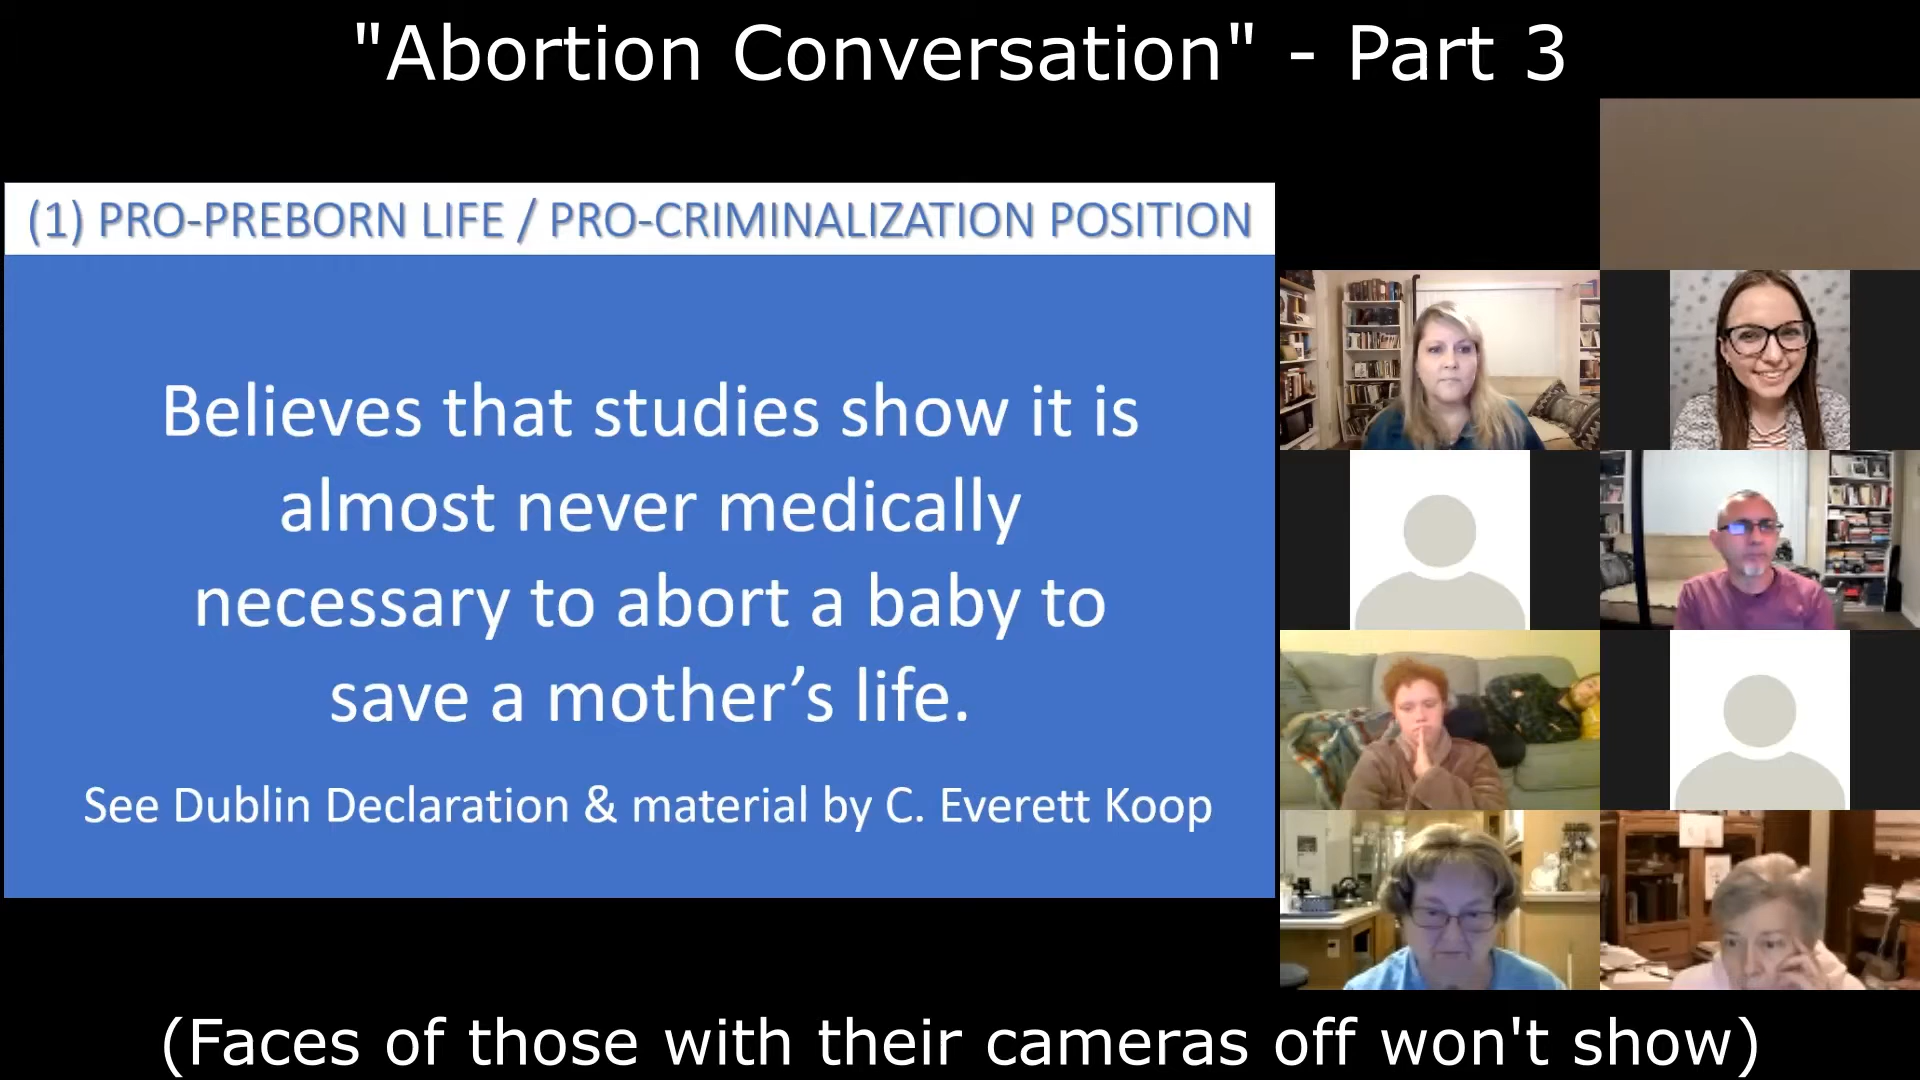 "Abortion Conversation" - Part 3
(1) PRO-PREBORN LIFE / PRO-CRIMINALIZATION POSITION
Believes that studies show it is
almost never medically
necessary to abort a baby to
save a mother’s life.
See Dublin Declaration & material by C. Everett Koop
(Faces of those with their cameras off won't show)